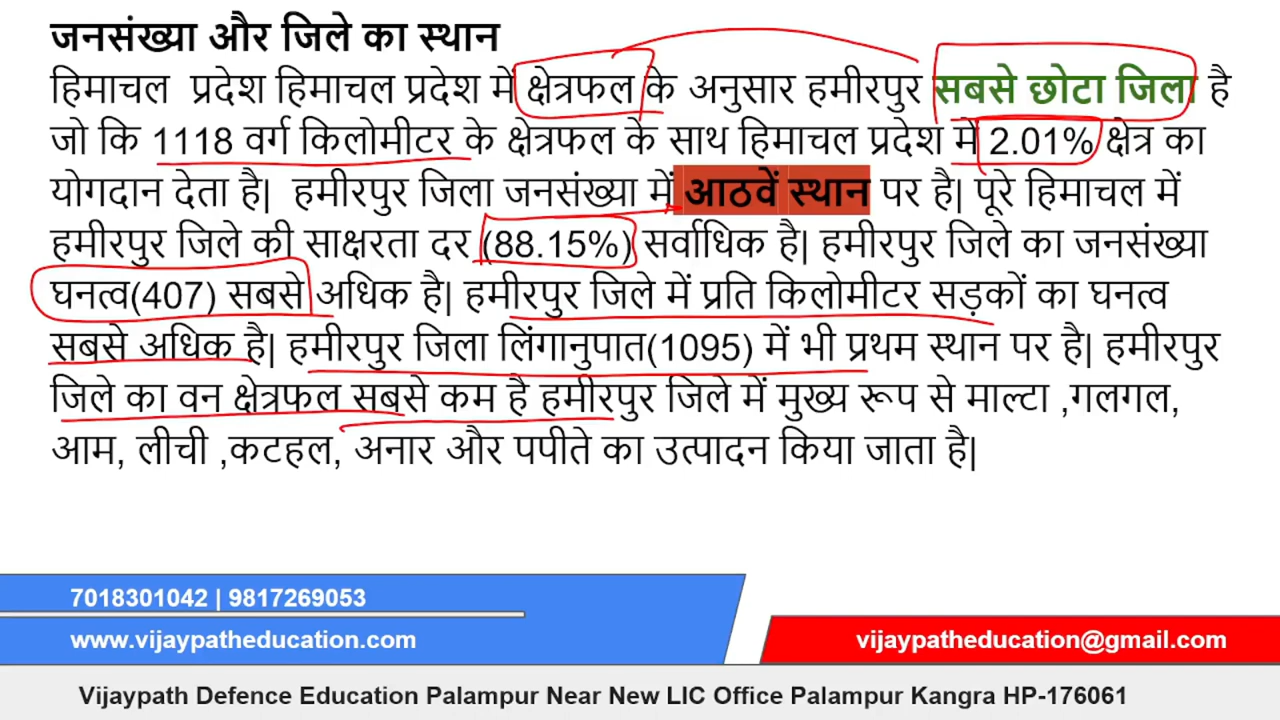 जनसंख्या और जिले का स्थान
हिमाचल प्रदेश हिमाचल प्रदेश में क्षेत्रफल के अनुसार हमीरपुर सबसे छोटा जिला है
जो कि 1118 वर्ग किलोमीटर के क्षेत्रफल के साथ हिमाचल प्रदेश में 2.01% क्षेत्र का
योगदान देता है| हमीरपुर जिला जनसंख्या में आठवें स्थान पर है| पूरे हिमाचल में
हमीरपुर जिले की साक्षरता दर (88.15%) सर्वाधिक है| हमीरपुर जिले का जनसंख्या
घनत्व(407) सबसे अधिक है| हमीरपुर जिले में प्रति किलोमीटर सड़कों का घनत्व
सबसे अधिक है| हमीरपुर जिला लिंगानुपात(1095) में भी प्रथम स्थान पर है| हमीरपुर
जिले का वन क्षेत्रफल सबसे कम है हमीरपुर जिले में मुख्य रूप से माल्टा ,गलगल,
आम, लीची ,कटहल, अनार और पपीते का उत्पादन किया जाता है|
7018301042 | 9817269053
www.vijaypatheducation.com
vijaypatheducation@gmail.com
Vijaypath Defence Education Palampur Near New LIC Office Palampur Kangra HP-176061